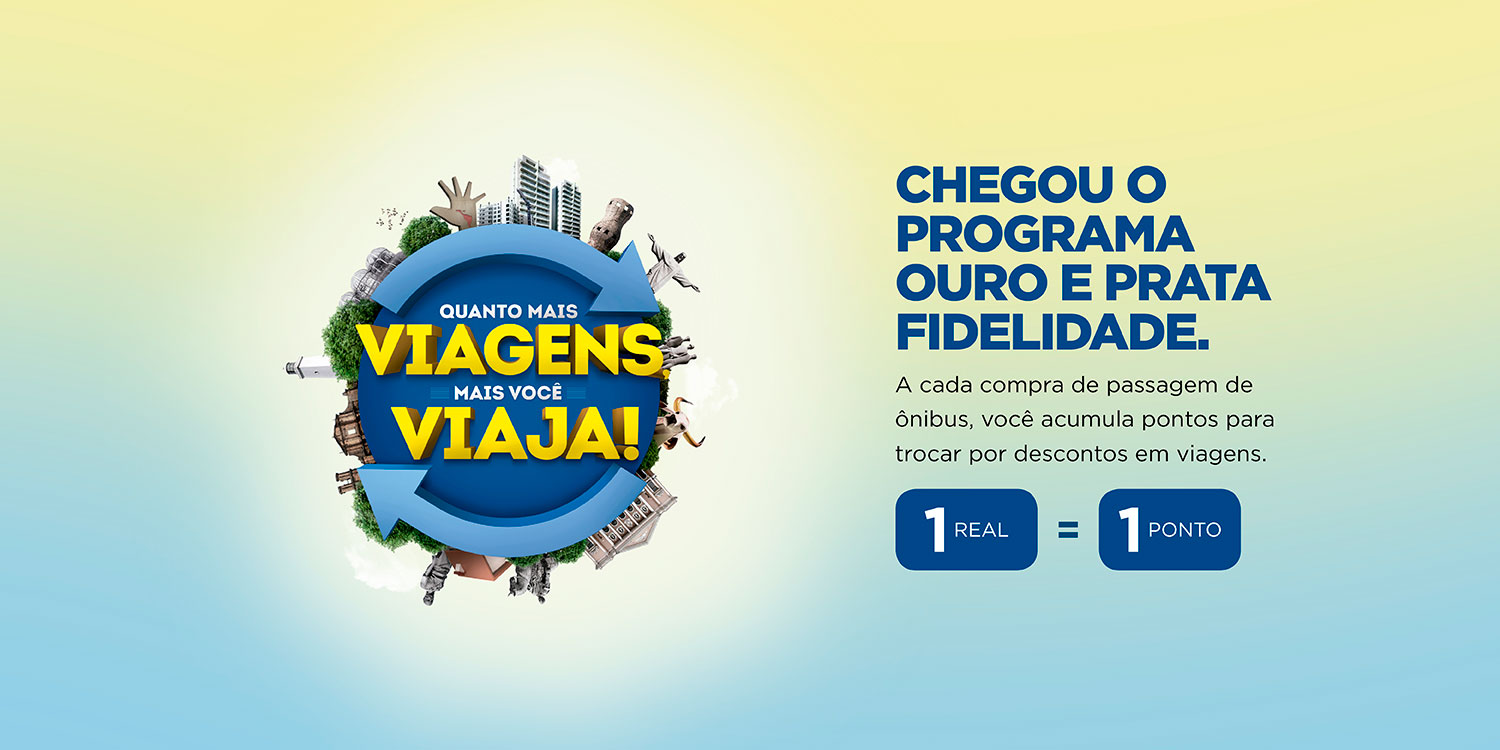 QUANTO MAIS
VIAGENS,
MAIS VOCÊ
VIAJA!
CHEGOU O
PROGRAMA
OURO E PRATA
FIDELIDADE.
A cada compra de passagem de
ônibus, você acumula pontos para
trocar por descontos em viagens.
1 REAL = 1 PONTO